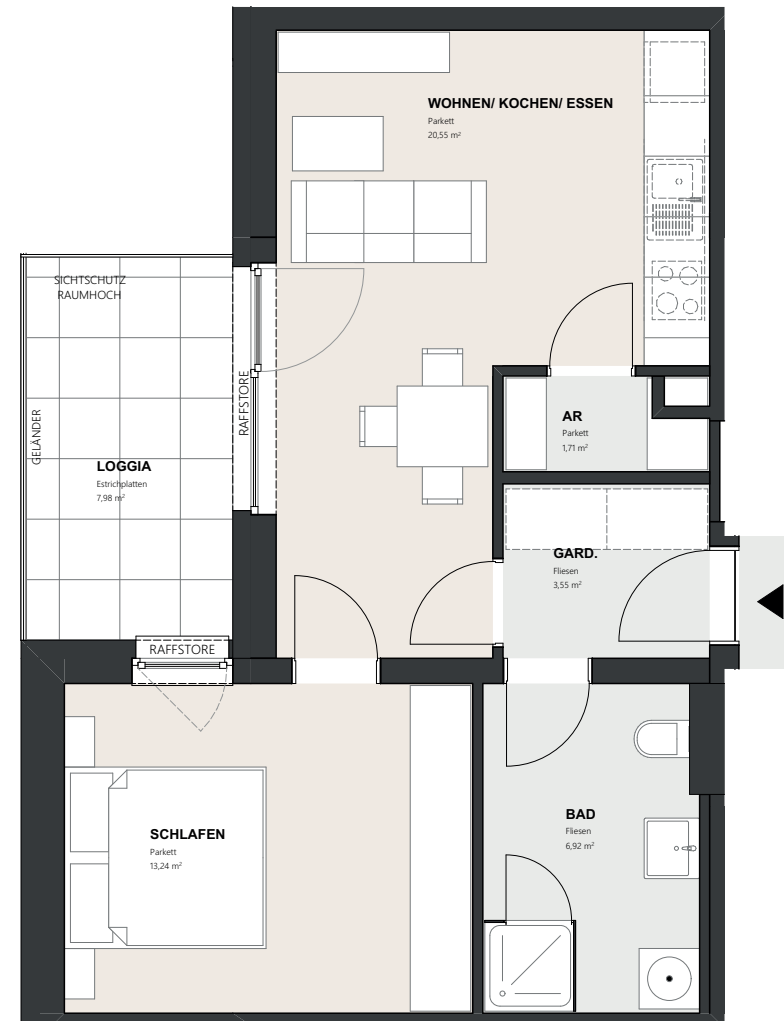 WOHNEN/ KOCHEN/ ESSEN
Parkett
20,55 m²
SICHTSCHUTZ
RAUMHOCH
GELÄNDER
RAFFSTORE
LOGGIA
Estrichplatten
7,98 m²
AR
Parkett
1,71 m²
GARD.
Fliesen
3,55 m²
RAFFSTORE
SCHLAFEN
Parkett
13,24 m²
BAD
Fliesen
6,92 m²